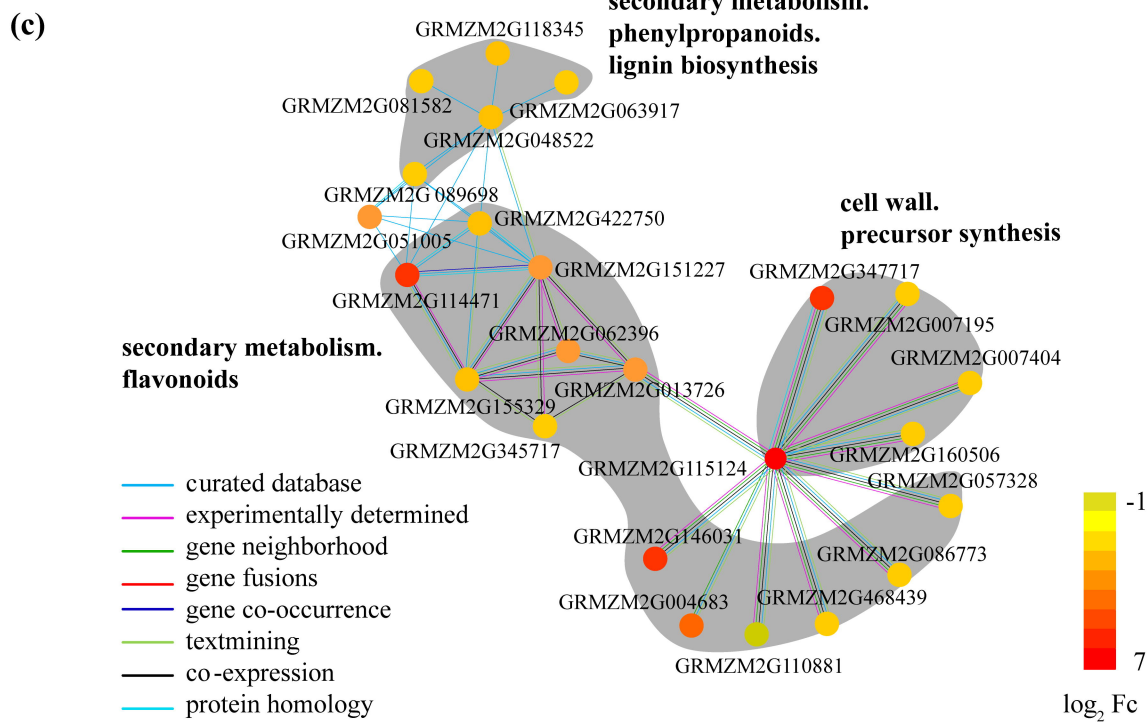 (c)
secondary metabolism.
phenylpropanoids.
lignin biosynthesis
GRMZM2G118345
GRMZM2G081582
GRMZM2G063917
GRMZM2G048522
GRMZM2G089698
GRMZM2G051005
GRMZM2G422750
GRMZM2G151227
GRMZM2G114471
cell wall.
precursor synthesis
GRMZM2G347717
GRMZM2G007195
GRMZM2G007404
GRMZM2G062396
secondary metabolism.
flavonoids
GRMZM2G013726
GRMZM2G155329
GRMZM2G345717
GRMZM2G115124
GRMZM2G160506
GRMZM2G057328
GRMZM2G146031
GRMZM2G086773
GRMZM2G004683
GRMZM2G468439
GRMZM2G110881
curated database
experimentally determined
gene neighborhood
gene fusions
gene co-occurrence
textmining
co-expression
protein homology
-1
7
log2 Fc